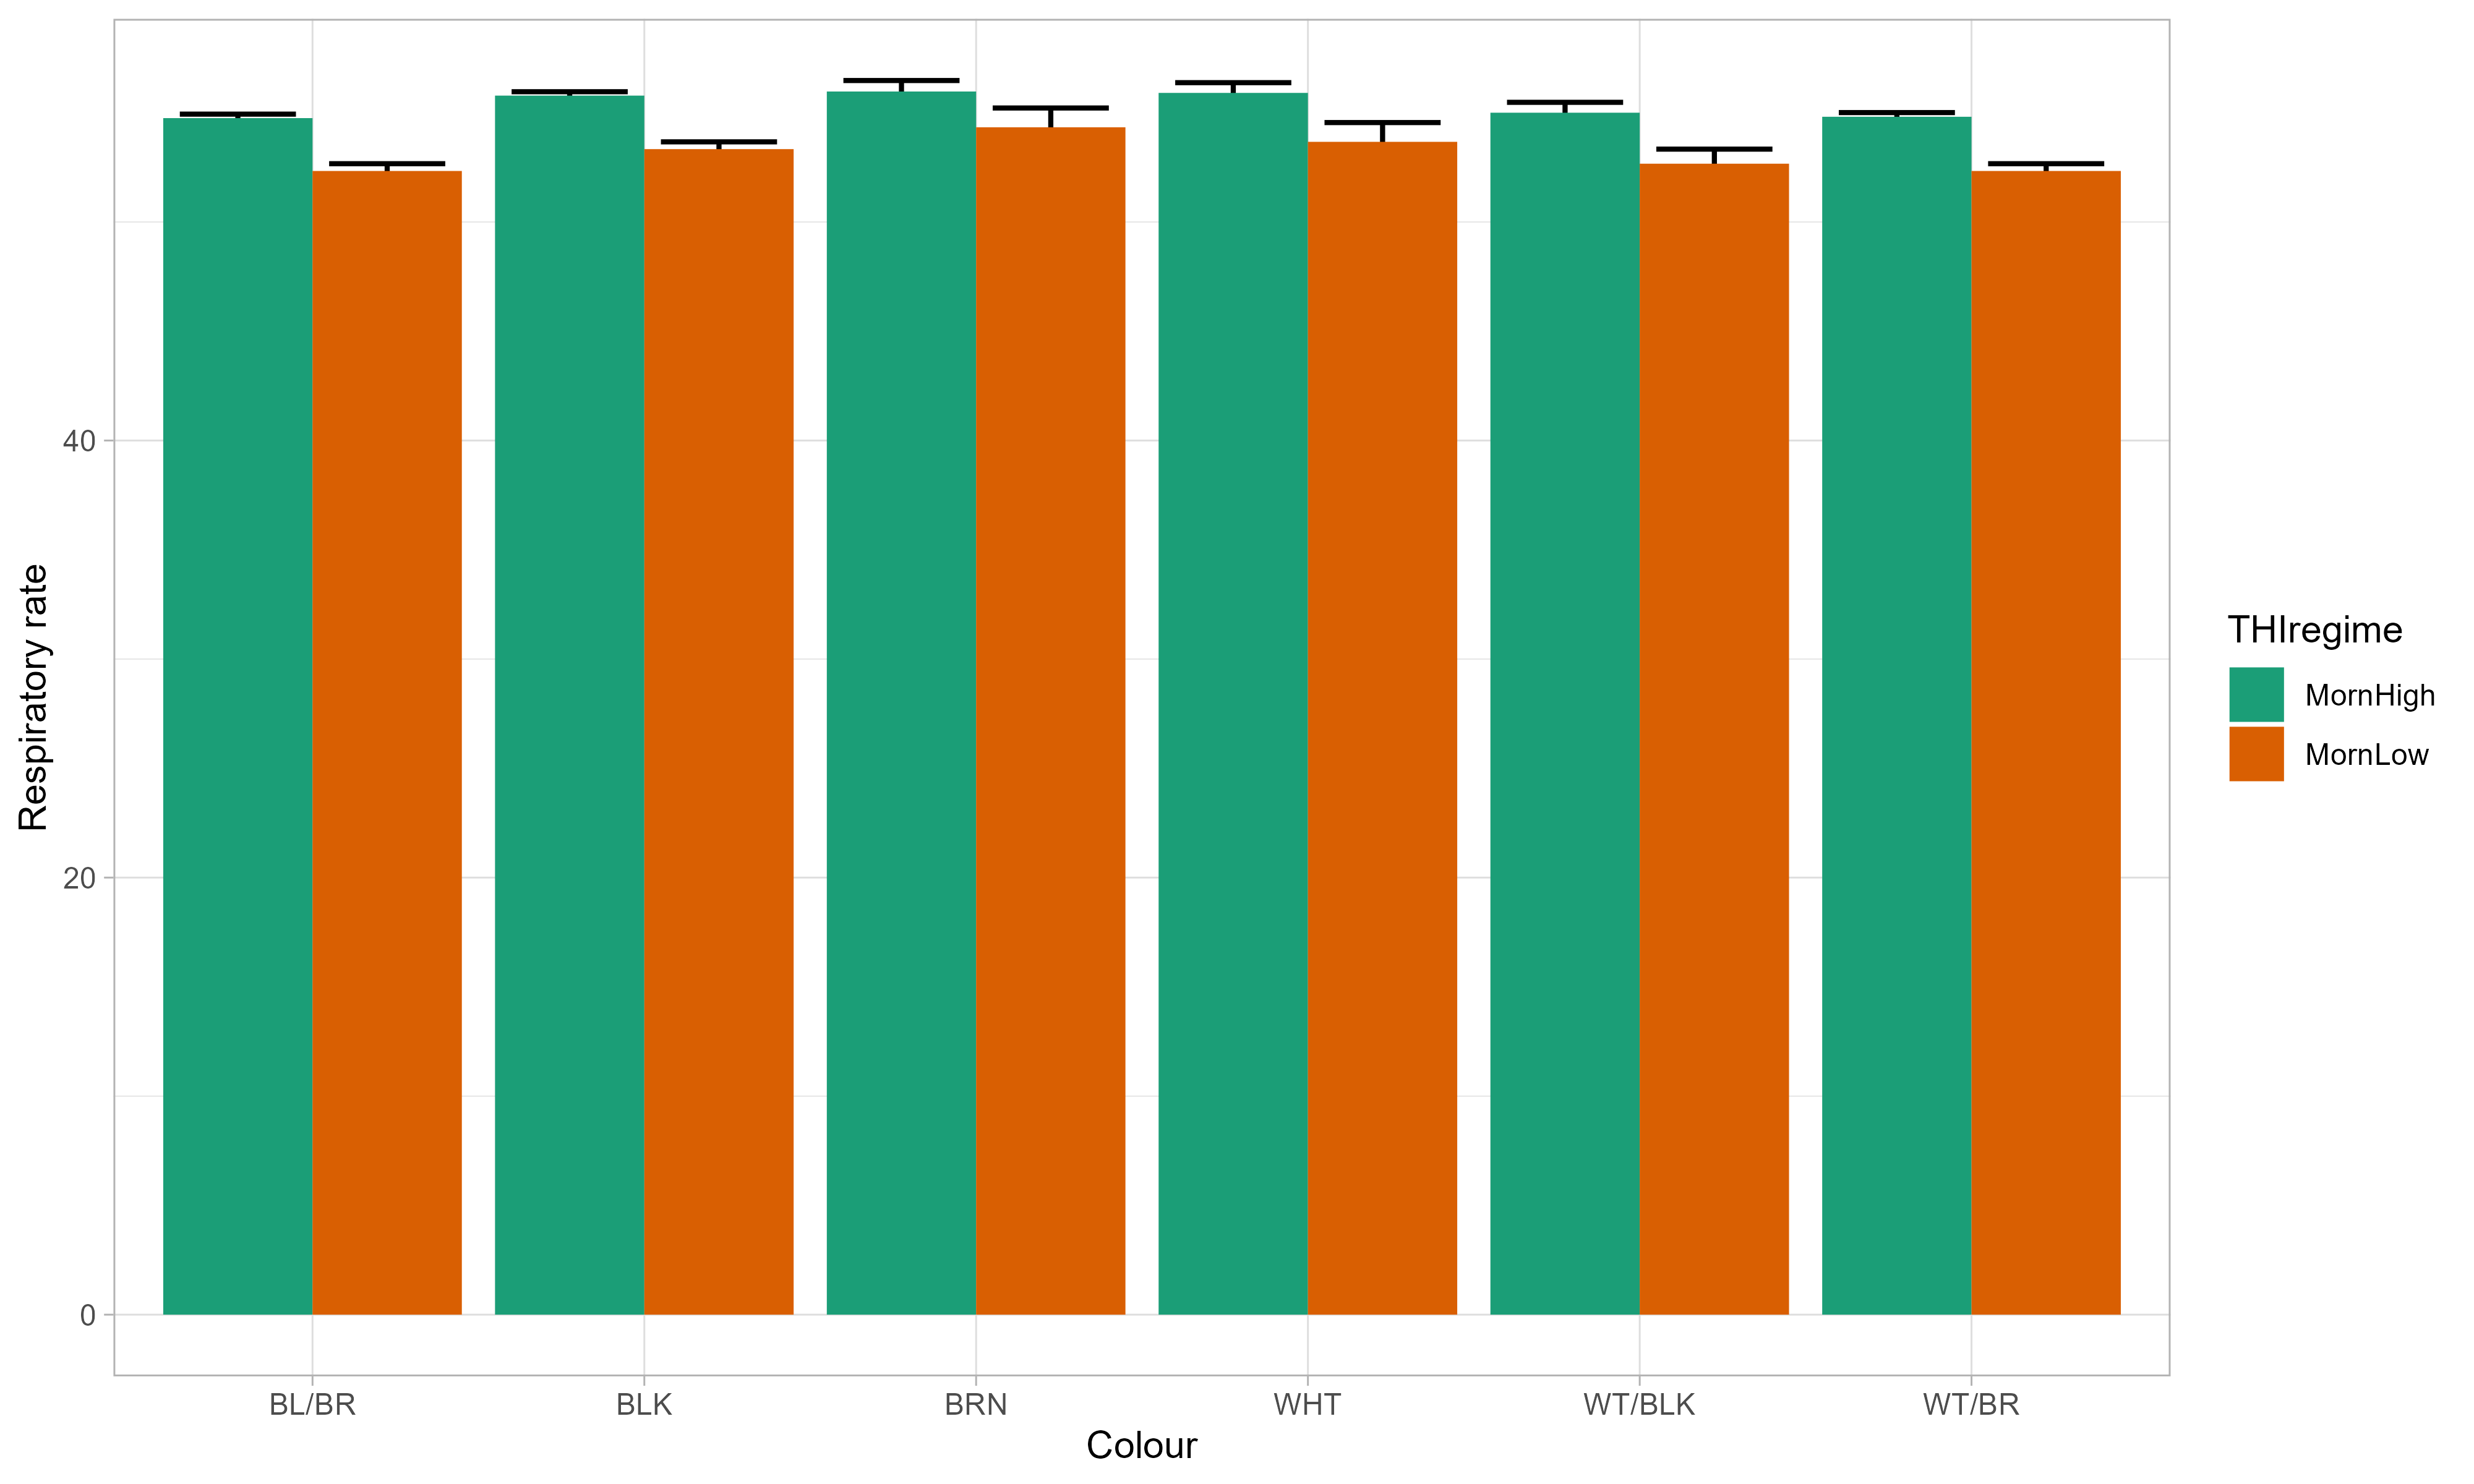 Respiratory rate
40
20
0
BL/BR
BLK
BRN
WHT
WT/BLK
WT/BR
Colour
THIregime
MornHigh
MornLow